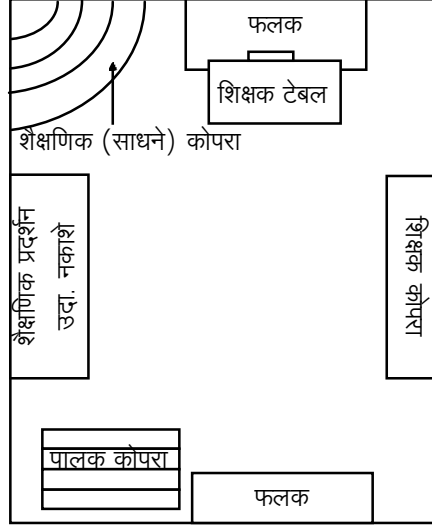 फलक
शिक्षक टेबल
शैक्षणिक (साधने) कोपरा
शैक्षणिक प्रदर्शन
उदा. नकाशे
शिक्षक कोपरा
पालक कोपरा
फलक